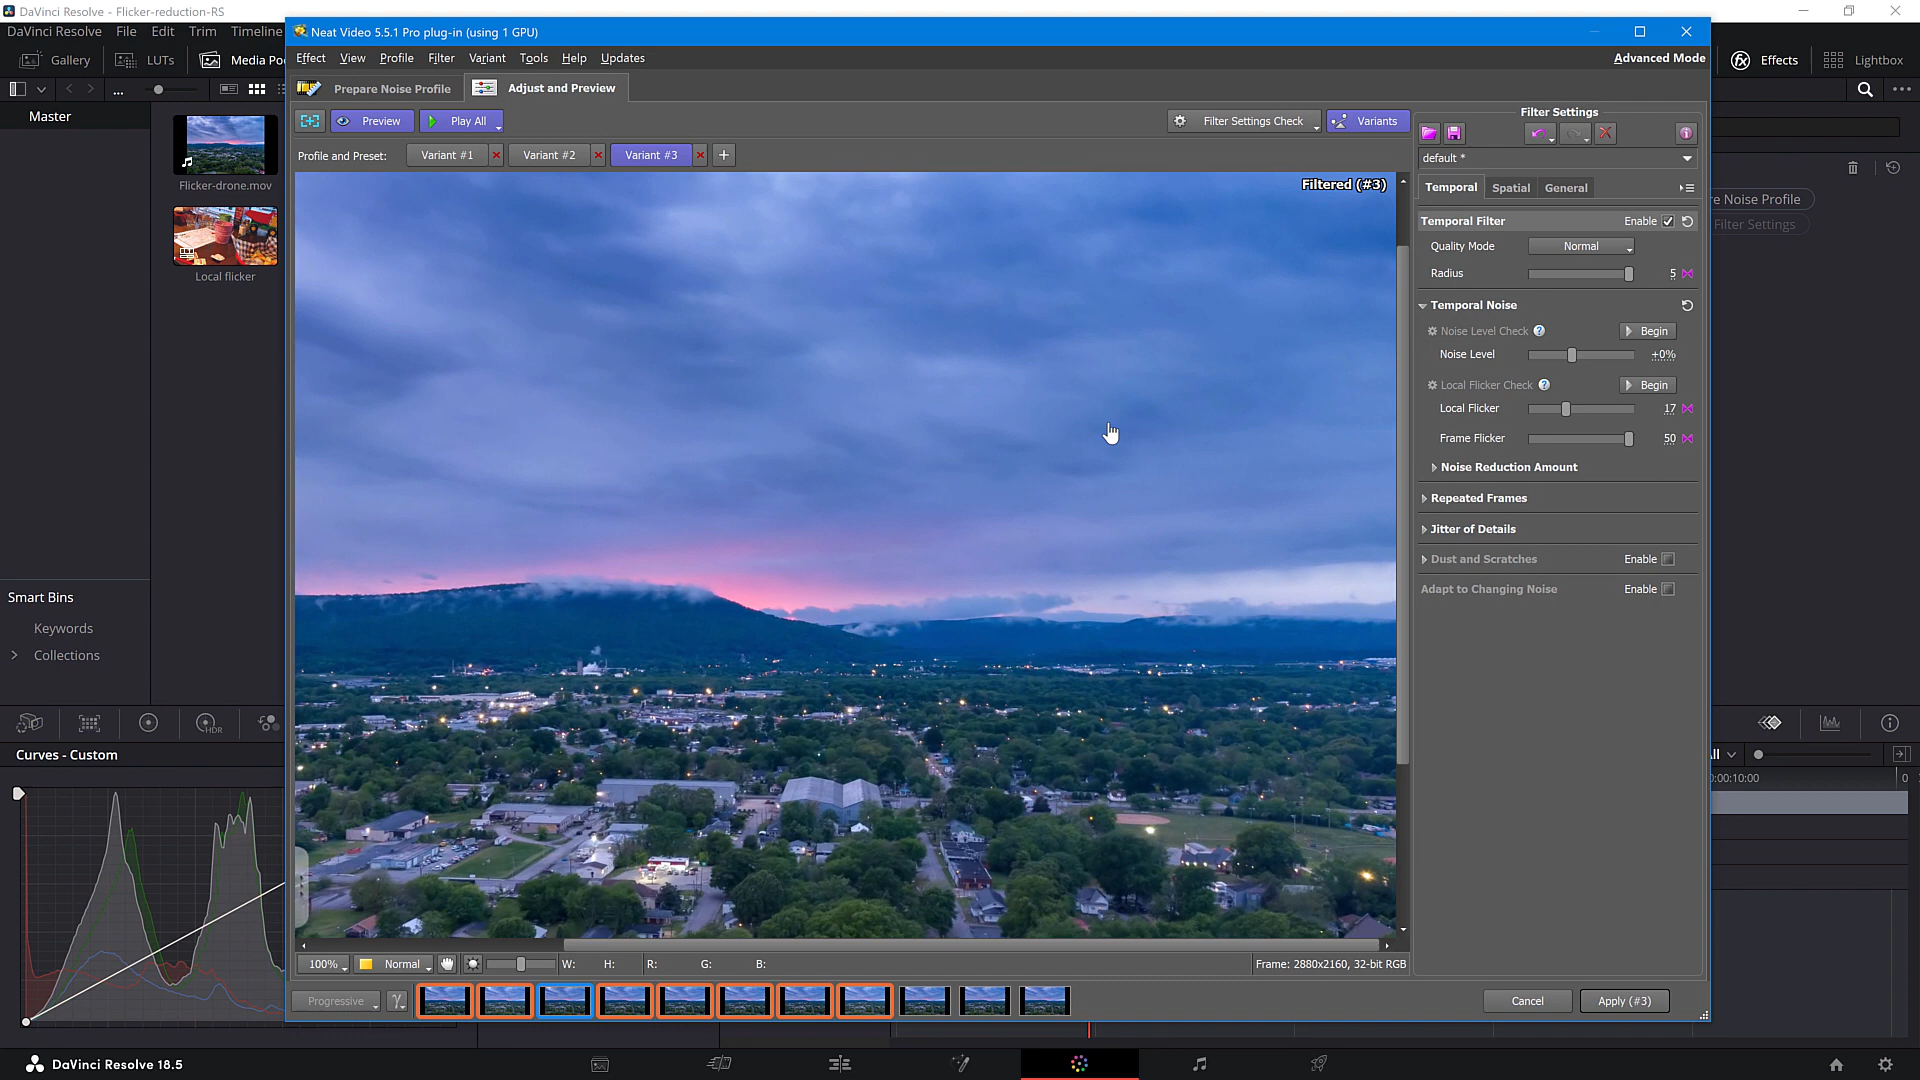 DaVinci Resolve - Flicker-reduction-RS
DaVinci Resolve File Edit Trim Timeline
Gallery LUTs Media Po
Effects Lightbox
...
Master
Flicker-drone.mov
Local flicker
Smart Bins
Keywords
Collections
Neat Video 5.5.1 Pro plug-in (using 1 GPU)
Effect View Profile Filter Variant Tools Help Updates
Advanced Mode
Prepare Noise Profile Adjust and Preview
Preview Play All Filter Settings Check Variants
Profile and Preset: Variant #1 Variant #2 Variant #3 +
Filtered (#3)
Filter Settings
default *
Temporal Spatial General
Temporal Filter Enable
Quality Mode Normal
Radius 5
Temporal Noise
Noise Level Check ? Begin
Noise Level +0%
Local Flicker Check ? Begin
Local Flicker 17
Frame Flicker 50
Noise Reduction Amount
Repeated Frames
Jitter of Details
Dust and Scratches Enable
Adapt to Changing Noise Enable
re Noise Profile
Filter Settings
HDR
Curves - Custom
100% Normal W: H: R: G: B: Frame: 2880x2160, 32-bit RGB
Progressive γ Cancel Apply (#3)
0:00:10:00
DaVinci Resolve 18.5